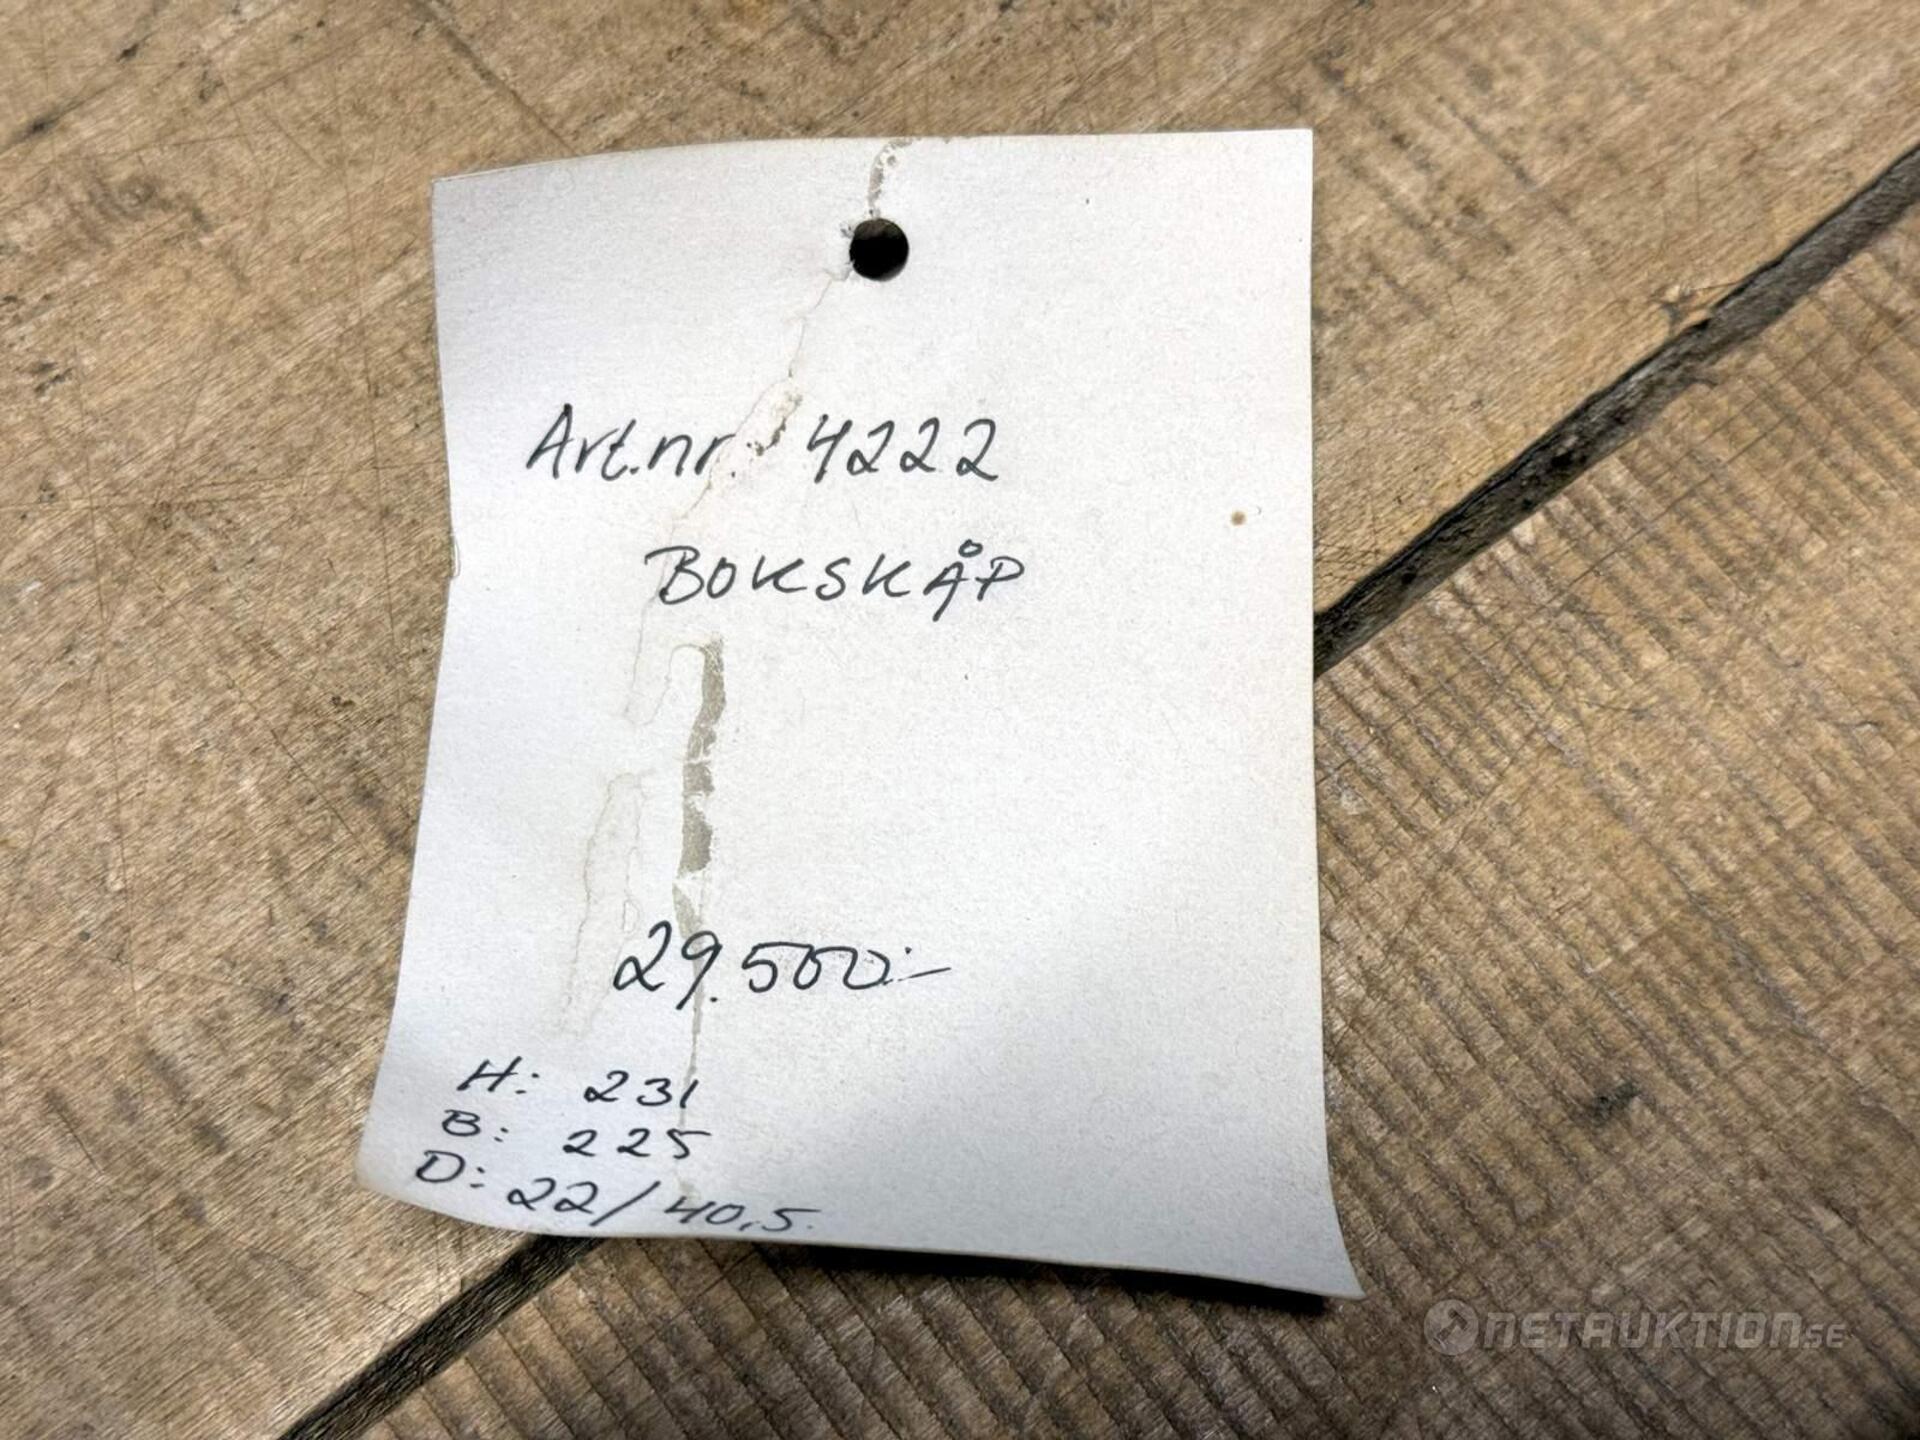 Art.nr. 4222
BOKSKÅP
29.500:-
H: 231
B: 225
D: 22/40,5.
NETAUKTION.SE